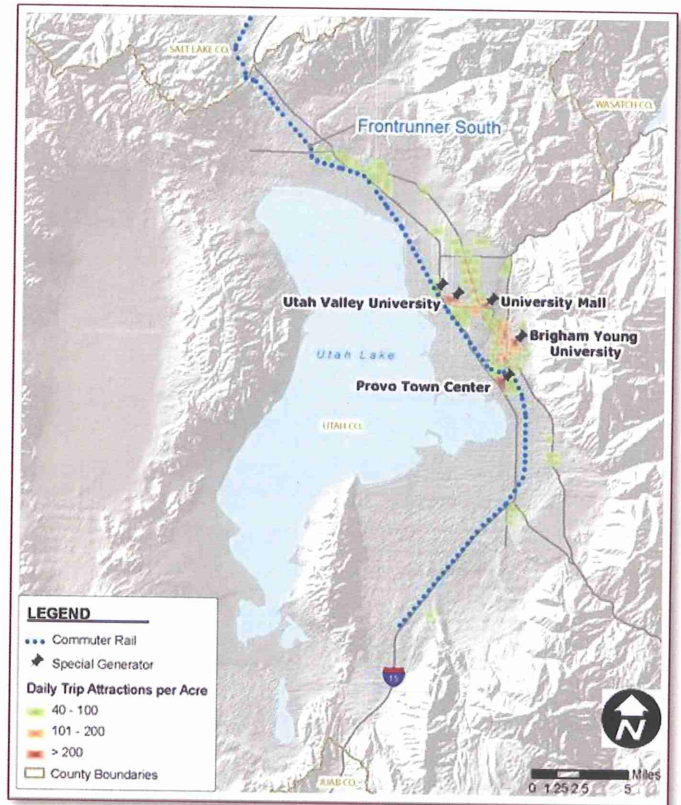 SALT LAKE CO.
WASATCH CO.
Frontrunner South
Utah Valley University
University Mall
Brigham Young
University
Utah Lake
Provo Town Center
UTAH CO.
LEGEND
Commuter Rail
Special Generator
Daily Trip Attractions per Acre
40 - 100
101 - 200
> 200
County Boundaries
15
N
JUAB CO.
Miles
0 1.25 2.5 5